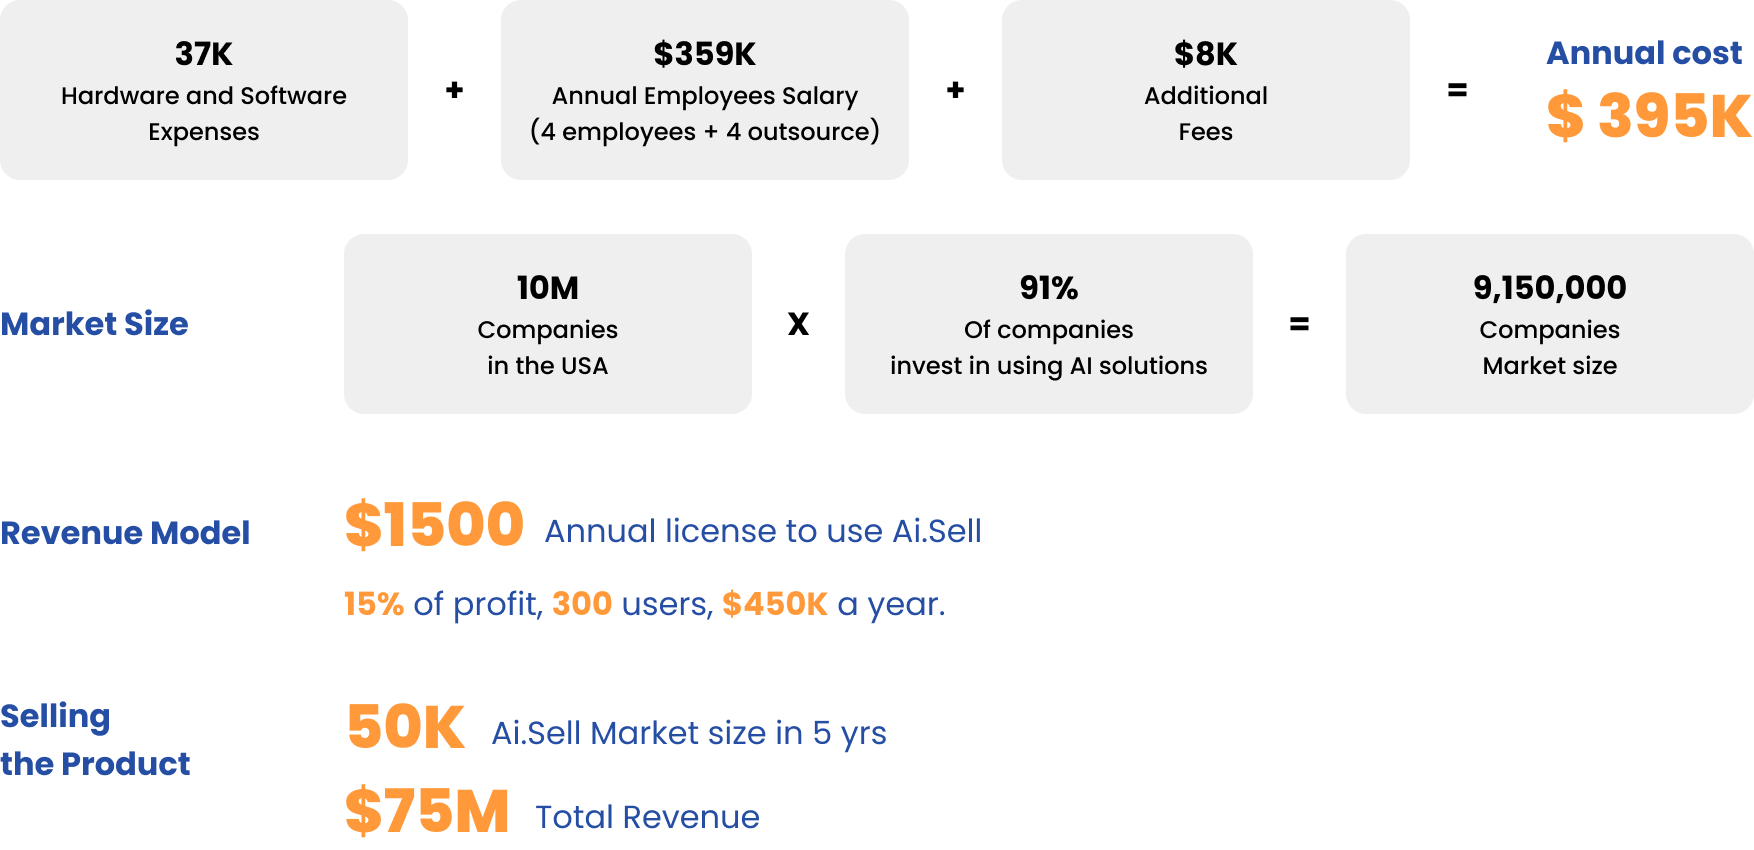 37K
Hardware and Software
Expenses
+
$359K
Annual Employees Salary
(4 employees + 4 outsource)
+
$8K
Additional
Fees
=
Annual cost
$ 395K
Market Size
10M
Companies
in the USA
X
91%
Of companies
invest in using AI solutions
=
9,150,000
Companies
Market size
Revenue Model
$1500 Annual license to use Ai.Sell
15% of profit, 300 users, $450K a year.
Selling
the Product
50K Ai.Sell Market size in 5 yrs
$75M Total Revenue